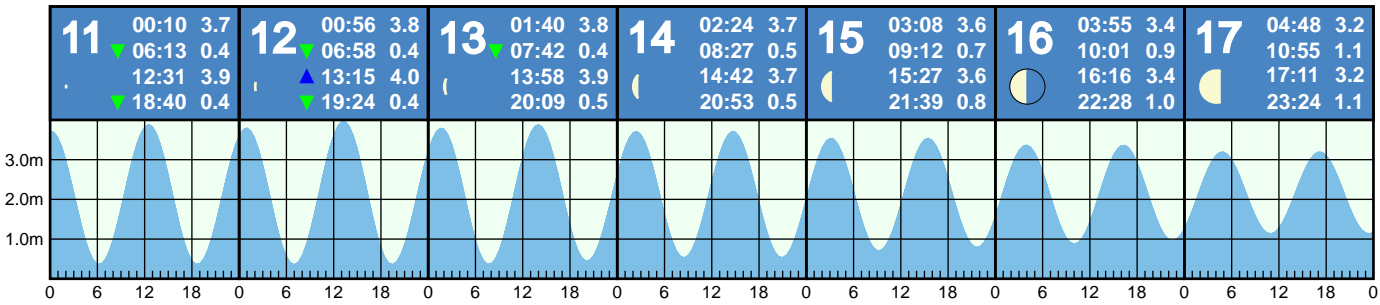 11 00:10 3.7
▼ 06:13 0.4
12:31 3.9
▼ 18:40 0.4
12 00:56 3.8
▼ 06:58 0.4
▲ 13:15 4.0
▼ 19:24 0.4
13 01:40 3.8
▼ 07:42 0.4
13:58 3.9
20:09 0.5
14 02:24 3.7
08:27 0.5
14:42 3.7
20:53 0.5
15 03:08 3.6
09:12 0.7
15:27 3.6
21:39 0.8
16 03:55 3.4
10:01 0.9
16:16 3.4
22:28 1.0
17 04:48 3.2
10:55 1.1
17:11 3.2
23:24 1.1
3.0m
2.0m
1.0m
0 6 12 18 0 6 12 18 0 6 12 18 0 6 12 18 0 6 12 18 0 6 12 18 0 6 12 18 0